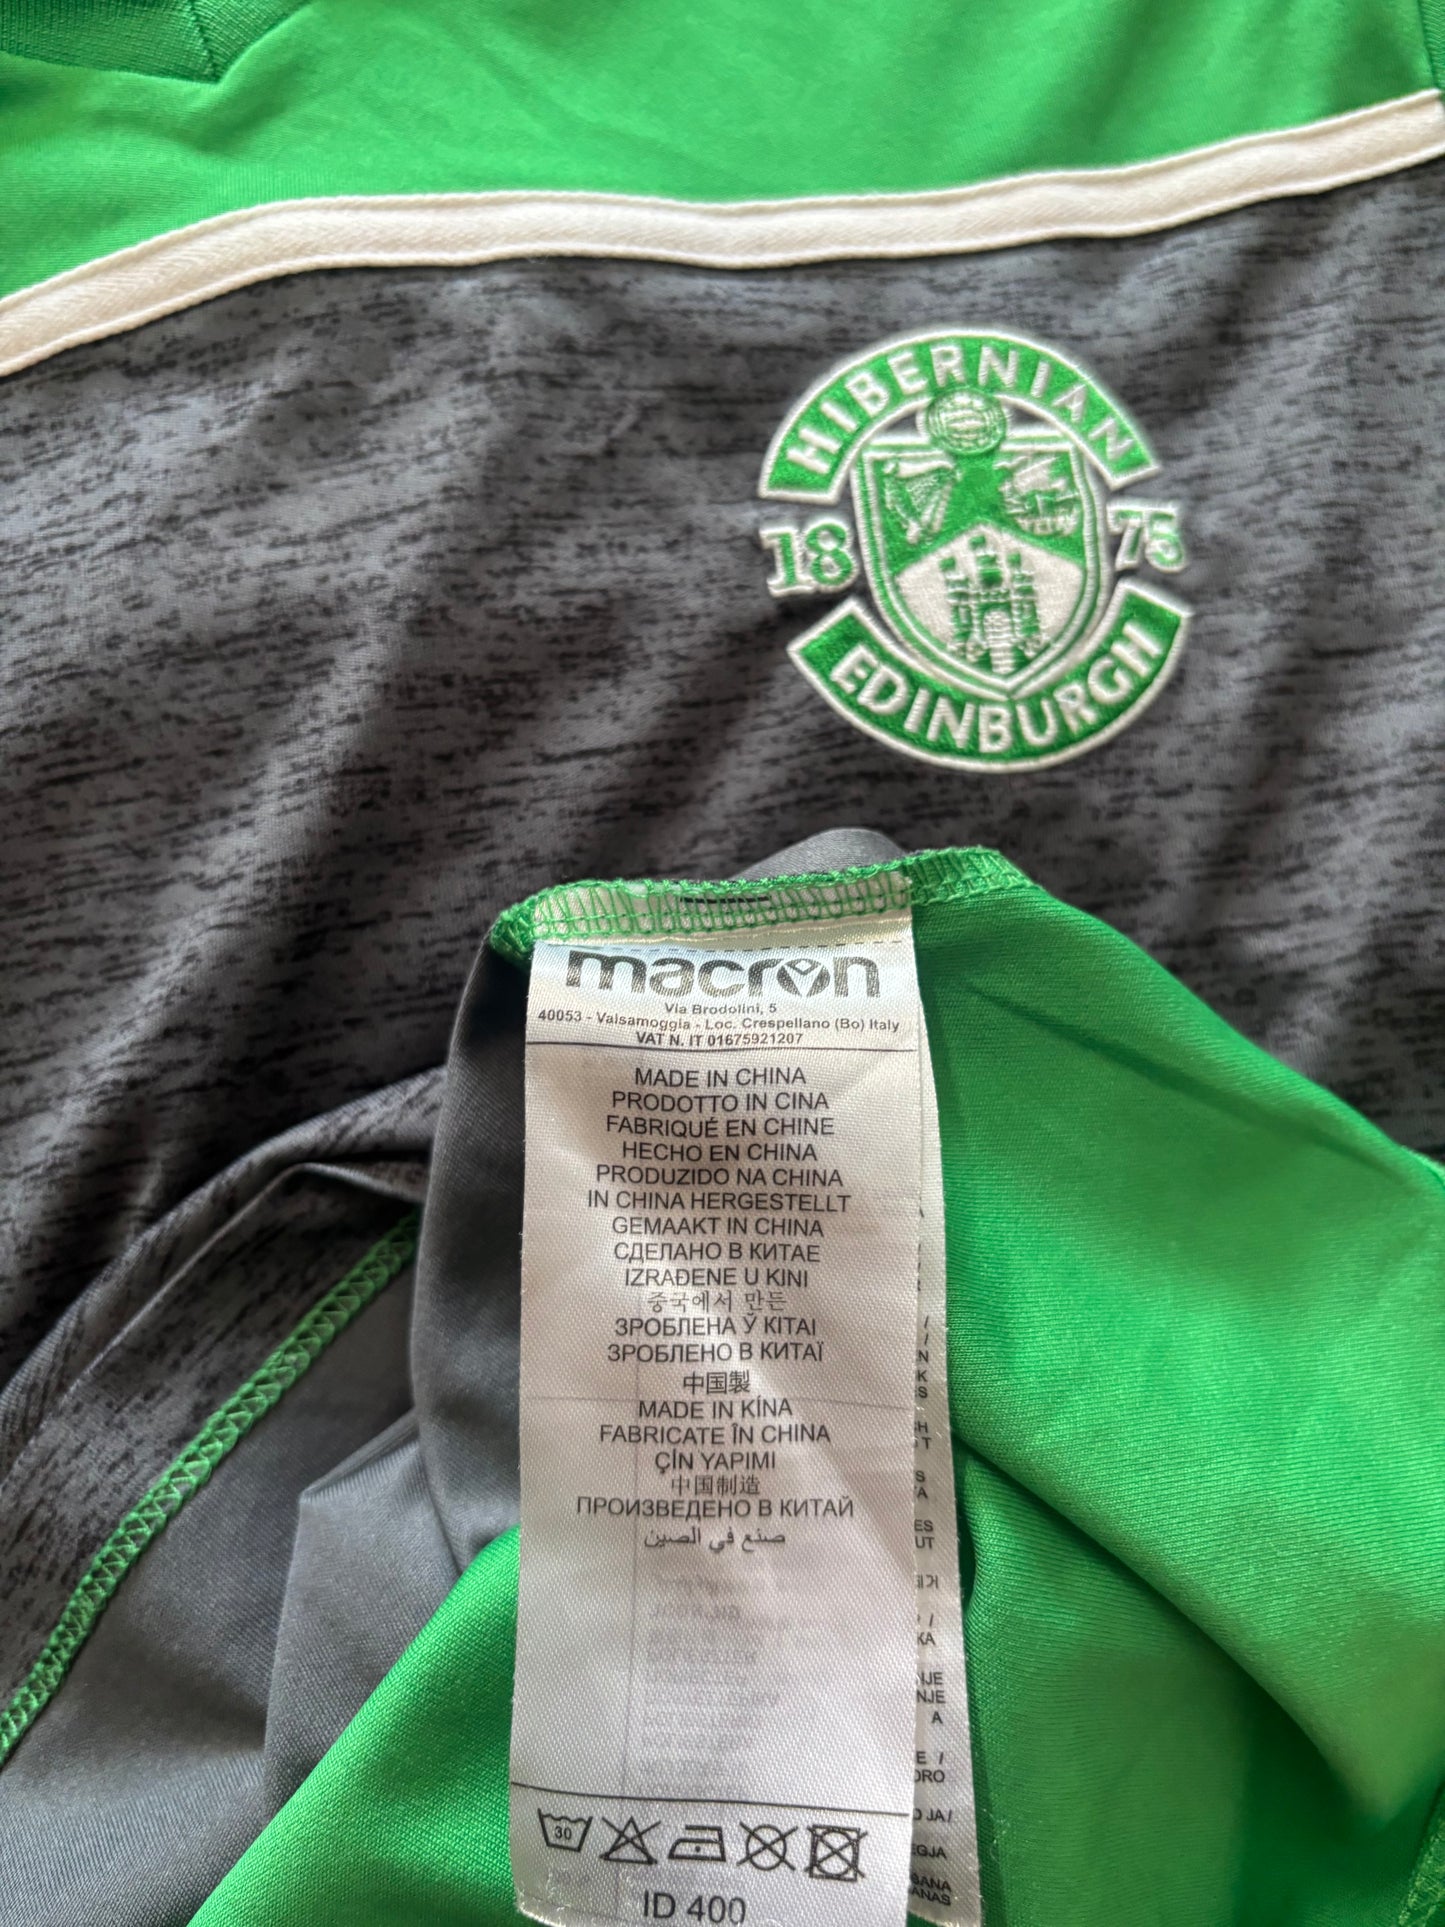 HIBERNIAN
18 75
EDINBURGH
macron
Via Brodolini, 5
40053 - Valsamoggia - Loc. Crespellano (Bo) Italy
VAT N. IT 01675921207
MADE IN CHINA
PRODOTTO IN CINA
FABRIQUÉ EN CHINE
HECHO EN CHINA
PRODUZIDO NA CHINA
IN CHINA HERGESTELLT
GEMAAKT IN CHINA
СДЕЛАНО В КИТАЕ
IZRAĐENE U KINI
중국에서 만든
ЗРОБЛЕНА Ў КІТАІ
ЗРОБЛЕНО В КИТАЇ
中国製
MADE IN KÍNA
FABRICATE ÎN CHINA
ÇİN YAPIMI
中国制造
ПРОИЗВЕДЕНО В КИТАЙ
صنع في الصين
30
ID 400